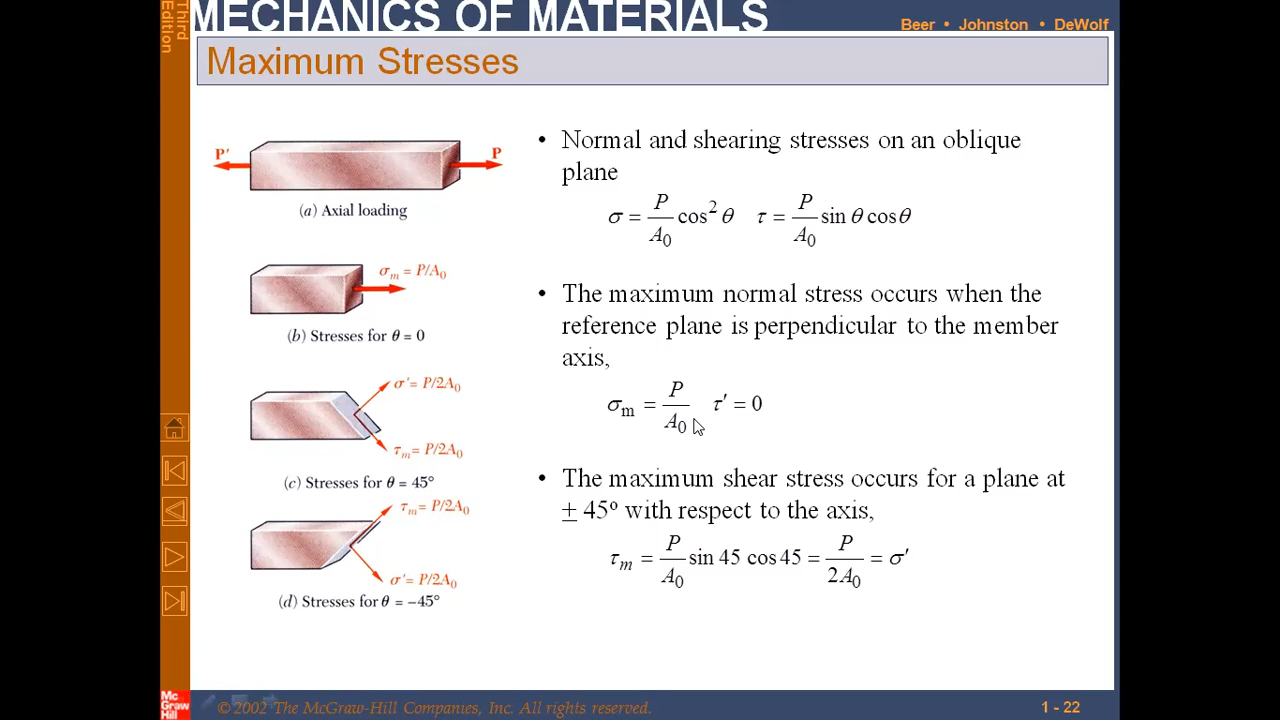 Third
Edition
MECHANICS OF MATERIALS
Beer • Johnston • DeWolf
Maximum Stresses
P′ P
(a) Axial loading
σm = P/A0
(b) Stresses for θ = 0
σ′ = P/2A0
τm = P/2A0
(c) Stresses for θ = 45°
τm = P/2A0
σ′ = P/2A0
(d) Stresses for θ = −45°
• Normal and shearing stresses on an oblique
plane
σ = P/A0 cos² θ τ = P/A0 sin θ cos θ
• The maximum normal stress occurs when the
reference plane is perpendicular to the member
axis,
σm = P/A0 τ′ = 0
• The maximum shear stress occurs for a plane at
± 45º with respect to the axis,
τm = P/A0 sin 45 cos 45 = P/2A0 = σ′
Mc
Graw
Hill
© 2002 The McGraw-Hill Companies, Inc. All rights reserved.
1 - 22